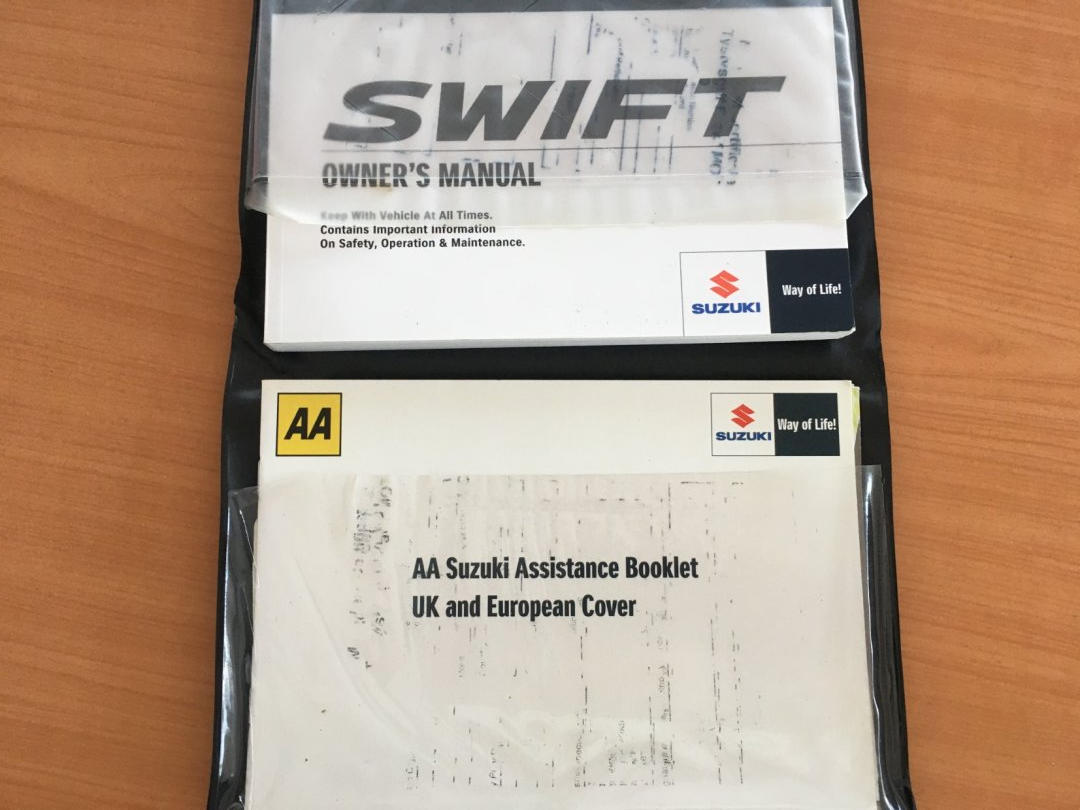 SWIFT
OWNER'S MANUAL
Keep With Vehicle At All Times.
Contains Important Information
On Safety, Operation & Maintenance.
SUZUKI
Way of Life!
AA
SUZUKI
Way of Life!
AA Suzuki Assistance Booklet
UK and European Cover